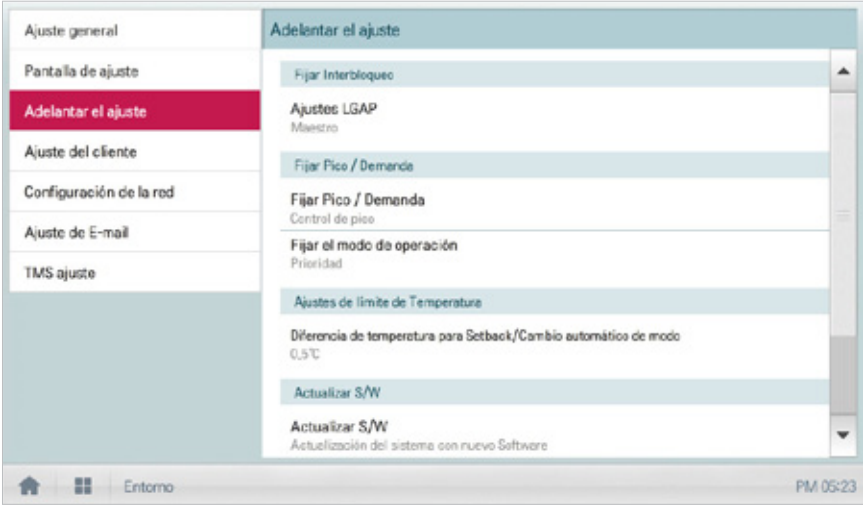 Ajuste general
Pantalla de ajuste
Adelantar el ajuste
Ajuste del cliente
Configuración de la red
Ajuste de E-mail
TMS ajuste
Adelantar el ajuste
Fijar Interbloqueo
Ajustes LGAP
Maestro
Fijar Pico / Demanda
Fijar Pico / Demanda
Control de pico
Fijar el modo de operación
Prioridad
Ajustes de límite de Temperatura
Diferencia de temperatura para Setback/Cambio automático de modo
0,5℃
Actualizar S/W
Actualizar S/W
Actuelización del sistema con nuevo Software
Entorno
PM 05:23